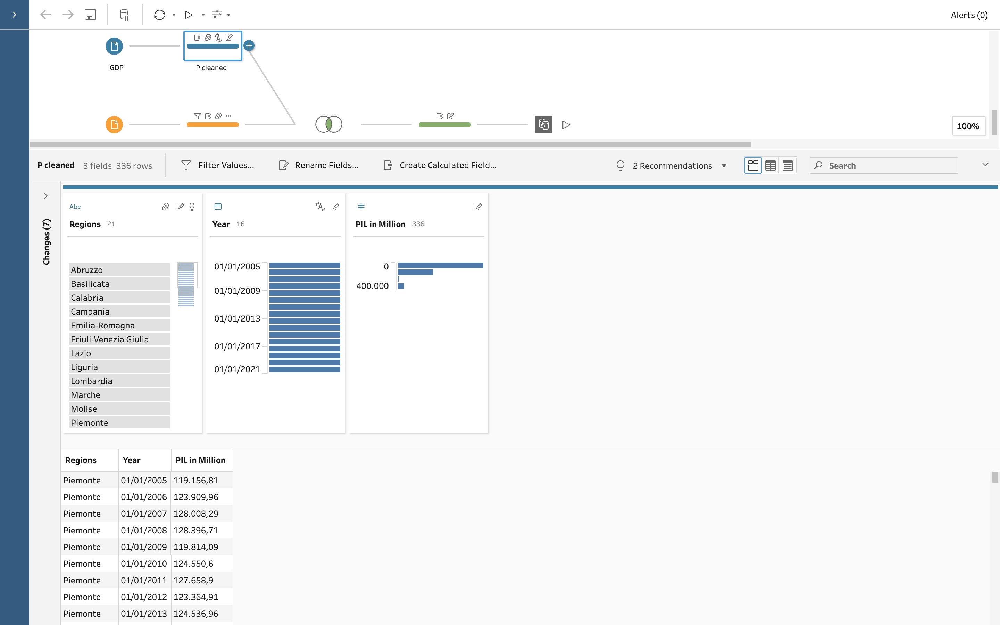 Alerts (0)
GDP
P cleaned
100%
P cleaned 3 fields 336 rows Filter Values... Rename Fields... Create Calculated Field... 2 Recommendations Search
Changes (7)
Abc
Regions 21
Abruzzo
Basilicata
Calabria
Campania
Emilia-Romagna
Friuli-Venezia Giulia
Lazio
Liguria
Lombardia
Marche
Molise
Piemonte
Year 16
01/01/2005
01/01/2009
01/01/2013
01/01/2017
01/01/2021
#
PIL in Million 336
0
400.000
Regions Year PIL in Million
Piemonte 01/01/2005 119.156,81
Piemonte 01/01/2006 123.909,96
Piemonte 01/01/2007 128.008,29
Piemonte 01/01/2008 128.396,71
Piemonte 01/01/2009 119.814,09
Piemonte 01/01/2010 124.550,6
Piemonte 01/01/2011 127.658,9
Piemonte 01/01/2012 123.364,91
Piemonte 01/01/2013 124.536,96